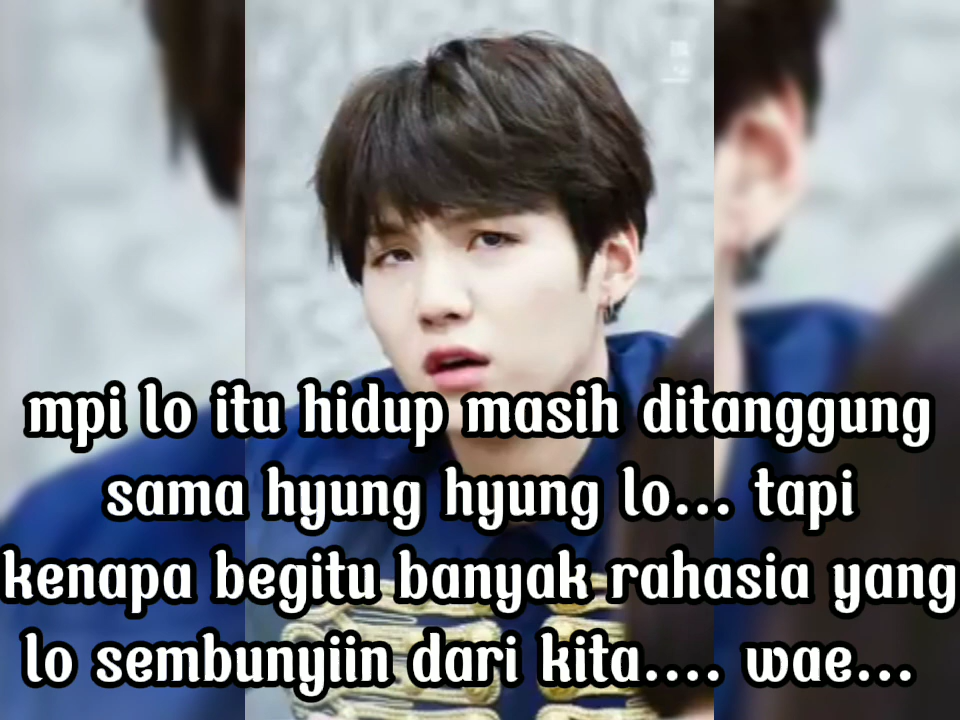 mpi lo itu hidup masih ditanggung
sama hyung hyung lo... tapi
kenapa begitu banyak rahasia yang
lo sembunyiin dari kita.... wae...